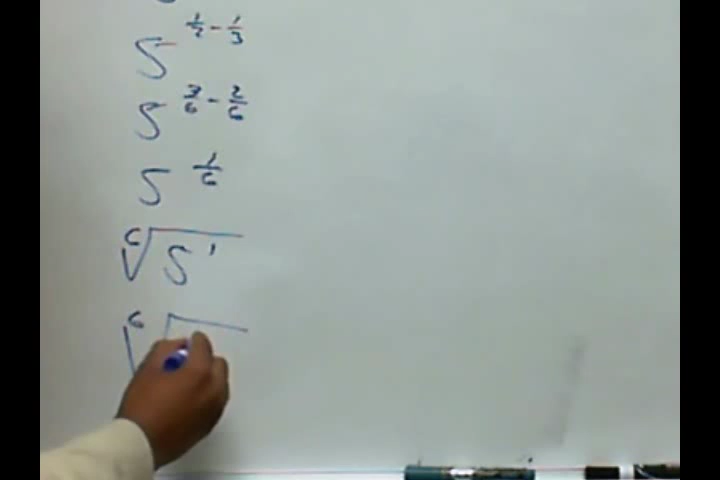 5^{1/2 - 1/3}
5^{3/6 - 2/6}
5^{1/6}
⁶√5¹
⁶√